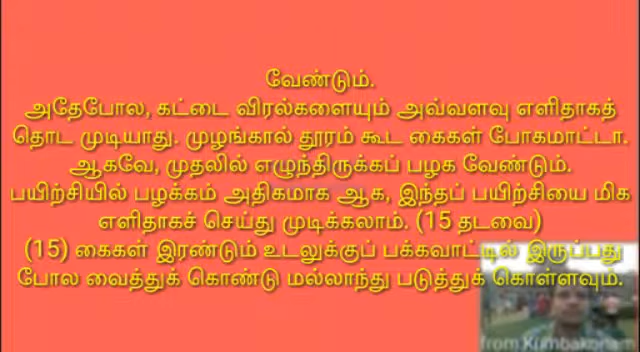 வேண்டும்.
அதேபோல, கட்டை விரல்களையும் அவ்வளவு எளிதாகத்
தொட முடியாது. முழங்கால் தூரம் கூட கைகள் போகமாட்டா.
ஆகவே, முதலில் எழுந்திருக்கப் பழக வேண்டும்.
பயிற்சியில் பழக்கம் அதிகமாக ஆக, இந்தப் பயிற்சியை மிக
எளிதாகச் செய்து முடிக்கலாம். (15 தடவை)
(15) கைகள் இரண்டும் உடலுக்குப் பக்கவாட்டில் இருப்பது
போல வைத்துக் கொண்டு மல்லாந்து படுத்துக் கொள்ளவும்.
from Kumbakonam